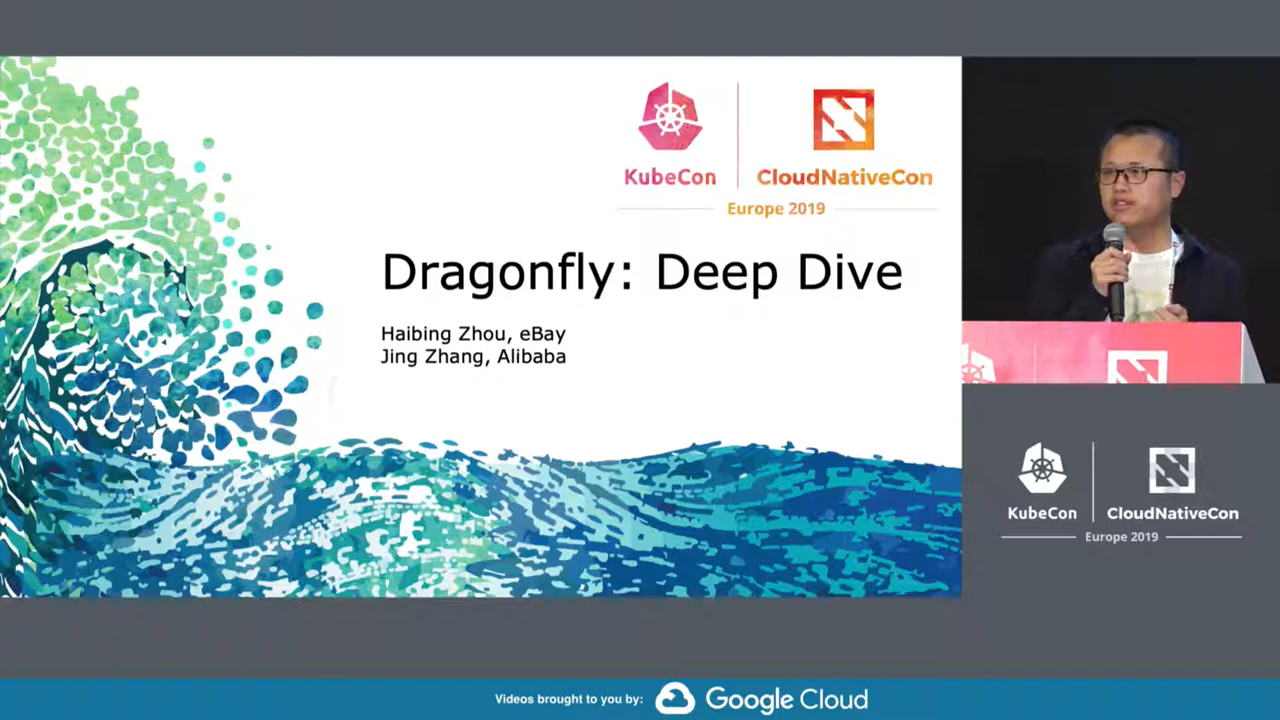 KubeCon
CloudNativeCon
Europe 2019
Dragonfly: Deep Dive
Haibing Zhou, eBay
Jing Zhang, Alibaba
KubeCon
CloudNativeCon
Europe 2019
Videos brought to you by:
Google Cloud